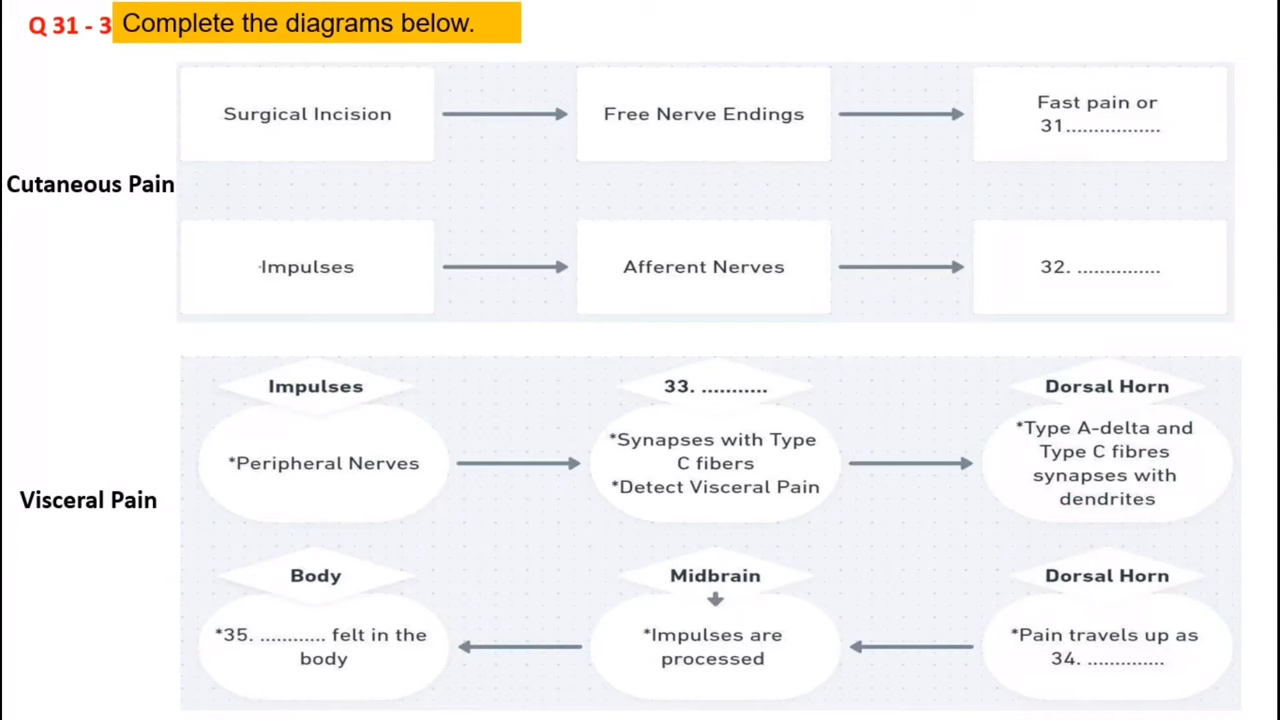 Q 31 - 3
Complete the diagrams below.
Surgical Incision
Free Nerve Endings
Fast pain or
31.................
Cutaneous Pain
Impulses
Afferent Nerves
32. ...............
Impulses
33. ...........
Dorsal Horn
*Peripheral Nerves
*Synapses with Type
C fibers
*Detect Visceral Pain
*Type A-delta and
Type C fibres
synapses with
dendrites
Visceral Pain
Body
Midbrain
Dorsal Horn
*35. ............ felt in the
body
*Impulses are
processed
*Pain travels up as
34. ..............